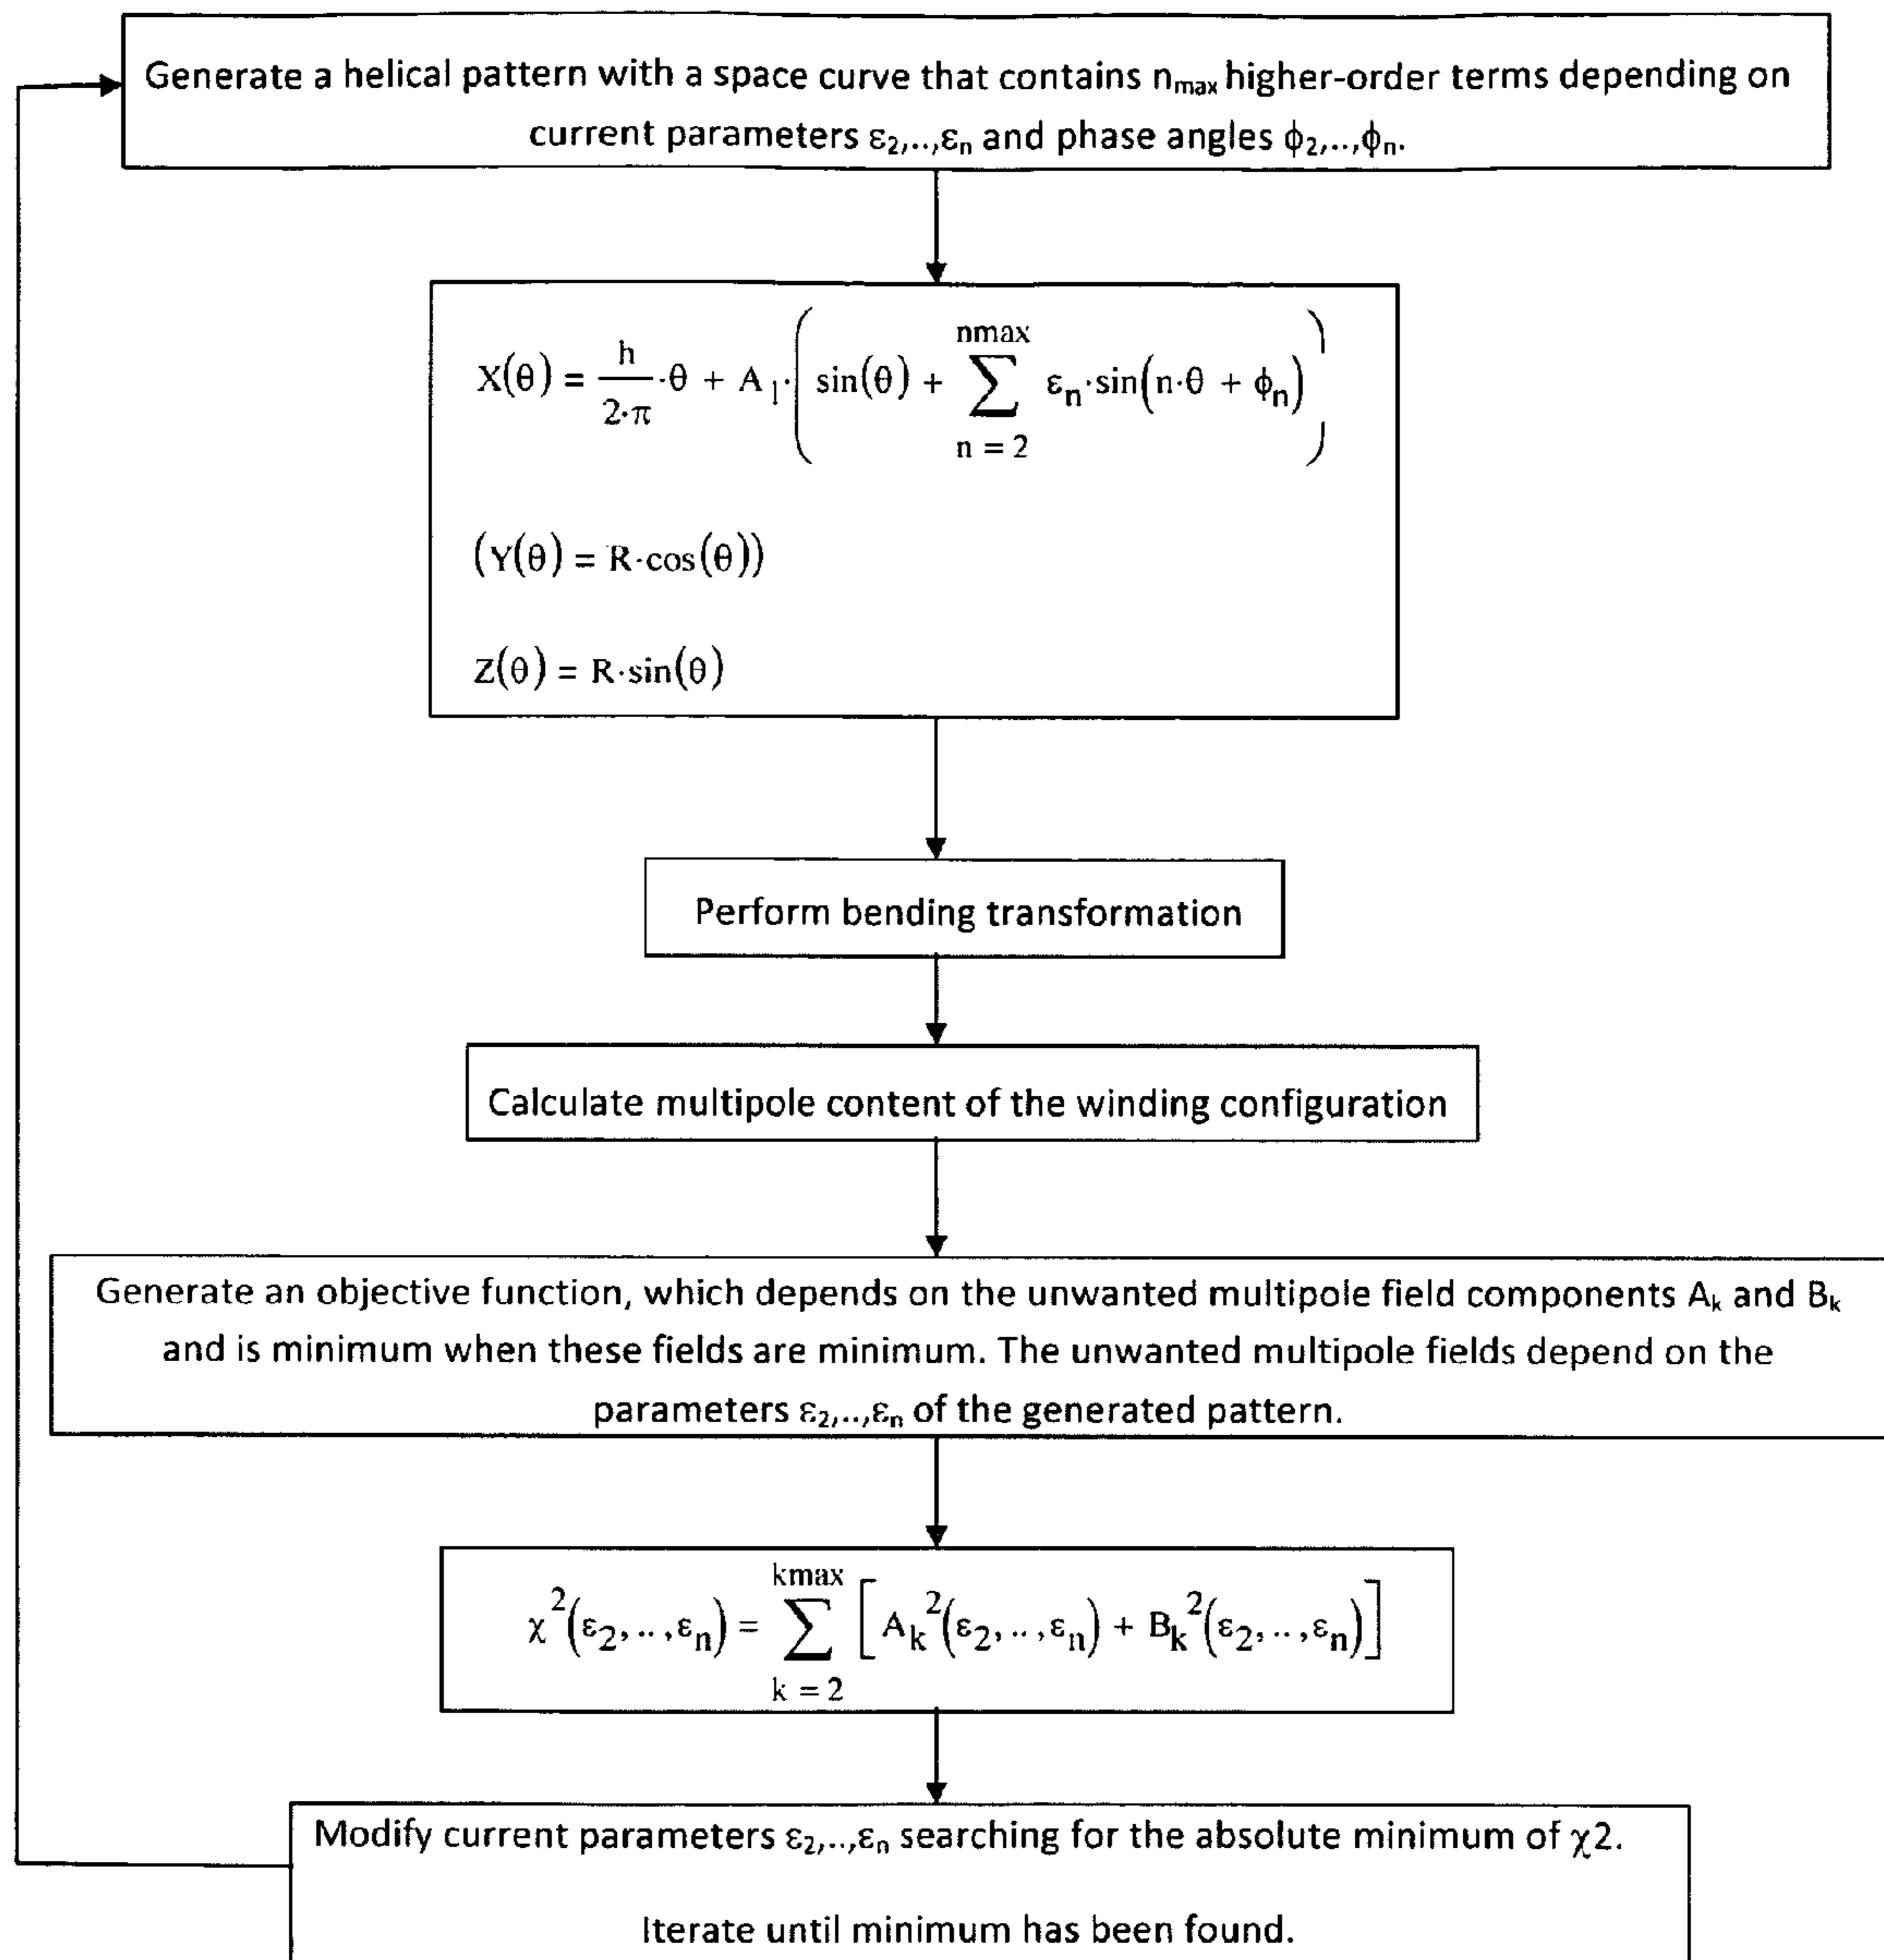 Generate a helical pattern with a space curve that contains nmax higher-order terms depending on
current parameters ε2,..,εn and phase angles ϕ2,..,ϕn.
X(θ) = h/(2·π)·θ + A1·( sin(θ) + ∑_{n = 2}^{nmax} εn·sin(n·θ + ϕn) )
(Y(θ) = R·cos(θ))
Z(θ) = R·sin(θ)
Perform bending transformation
Calculate multipole content of the winding configuration
Generate an objective function, which depends on the unwanted multipole field components Ak and Bk
and is minimum when these fields are minimum. The unwanted multipole fields depend on the
parameters ε2,..,εn of the generated pattern.
χ^2(ε2,..,εn) = ∑_{k = 2}^{kmax} [Ak^2(ε2,..,εn) + Bk^2(ε2,..,εn)]
Modify current parameters ε2,..,εn searching for the absolute minimum of χ2.
Iterate until minimum has been found.